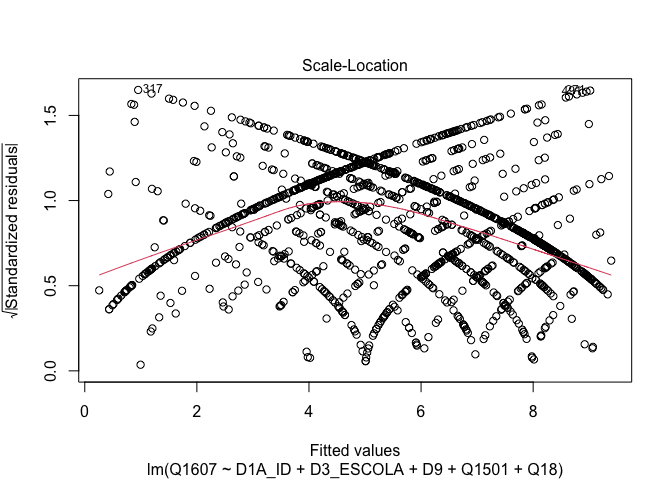 Scale-Location
√|Standardized residuals|
1.5
1.0
0.5
0.0
317
0 2 4 6 8
Fitted values
lm(Q1607 ~ D1A_ID + D3_ESCOLA + D9 + Q1501 + Q18)